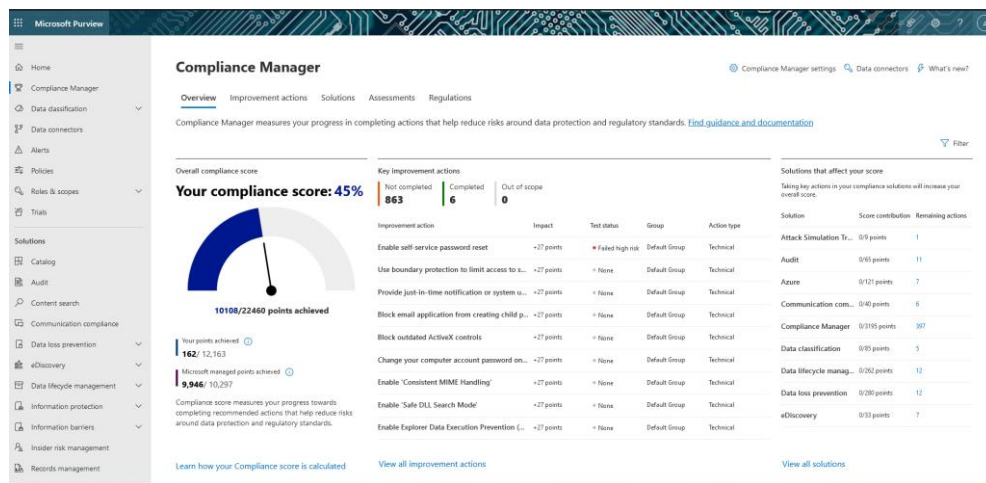 Microsoft Purview
?
Home
Compliance Manager
Data classification
Data connectors
Alerts
Policies
Roles & scopes
Trials
Solutions
Catalog
Audit
Content search
Communication compliance
Data loss prevention
eDiscovery
Data lifecycle management
Information protection
Information barriers
Insider risk management
Records management
Compliance Manager
Compliance Manager settings Data connectors What's new?
Overview Improvement actions Solutions Assessments Regulations
Compliance Manager measures your progress in completing actions that help reduce risks around data protection and regulatory standards. Find guidance and documentation
Filter
Overall compliance score
Your compliance score: 45%
10108/22460 points achieved
Your points achieved
162/ 12,163
Microsoft managed points achieved
9,946/ 10,297
Compliance score measures your progress towards
completing recommended actions that help reduce risks
around data protection and regulatory standards.
Learn how your Compliance score is calculated
Key improvement actions
Not completed Completed Out of scope
863 6 0
Improvement action Impact Test status Group Action type
Enable self-service password reset +27 points Failed high risk Default Group Technical
Use boundary protection to limit access to s... +27 points None Default Group Technical
Provide just-in-time notification or system u... +27 points None Default Group Technical
Block email application from creating child p... +27 points None Default Group Technical
Block outdated ActiveX controls +27 points None Default Group Technical
Change your computer account password on... +27 points None Default Group Technical
Enable 'Consistent MIME Handling' +27 points None Default Group Technical
Enable 'Safe DLL Search Mode' +27 points None Default Group Technical
Enable Explorer Data Execution Prevention (... +27 points None Default Group Technical
View all improvement actions
Solutions that affect your score
Taking key actions in your compliance solutions will increase your
overall score.
Solution Score contribution Remaining actions
Attack Simulation Tr... 0/9 points 1
Audit 0/65 points 11
Azure 0/121 points 7
Communication com... 0/40 points 6
Compliance Manager 0/3195 points 397
Data classification 0/85 points 5
Data lifecycle manag... 0/262 points 12
Data loss prevention 0/280 points 12
eDiscovery 0/33 points 7
View all solutions